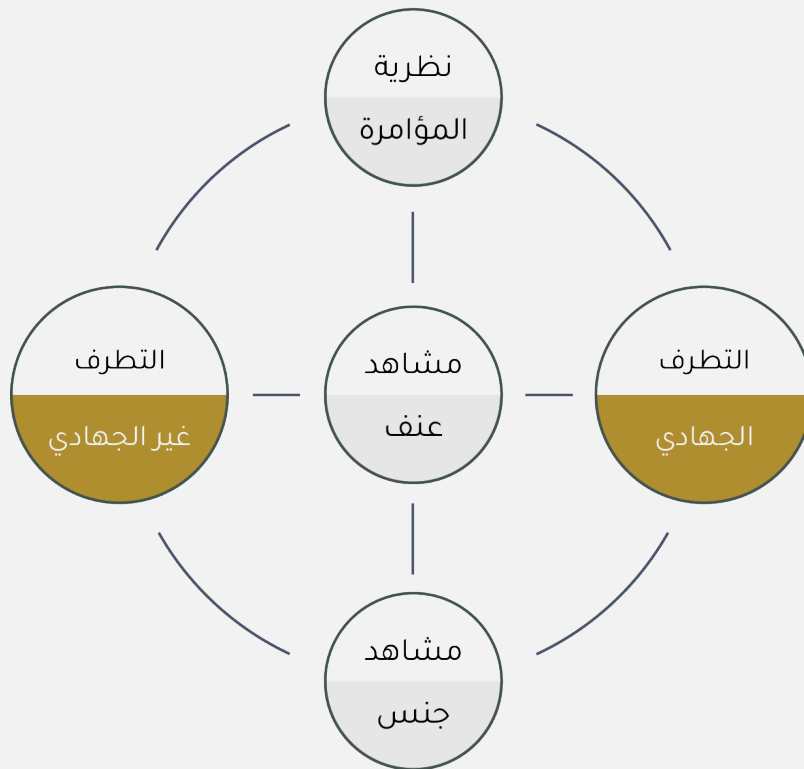 نظرية
المؤامرة
التطرف
الجهادي
مشاهد
عنف
التطرف
غير الجهادي
مشاهد
جنس